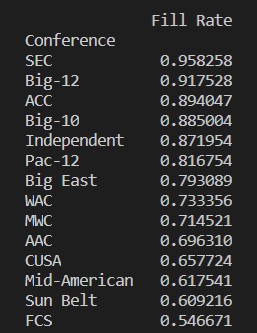 Fill Rate
Conference
SEC 0.958258
Big-12 0.917528
ACC 0.894047
Big-10 0.885004
Independent 0.871954
Pac-12 0.816754
Big East 0.793089
WAC 0.733356
MWC 0.714521
AAC 0.696310
CUSA 0.657724
Mid-American 0.617541
Sun Belt 0.609216
FCS 0.546671